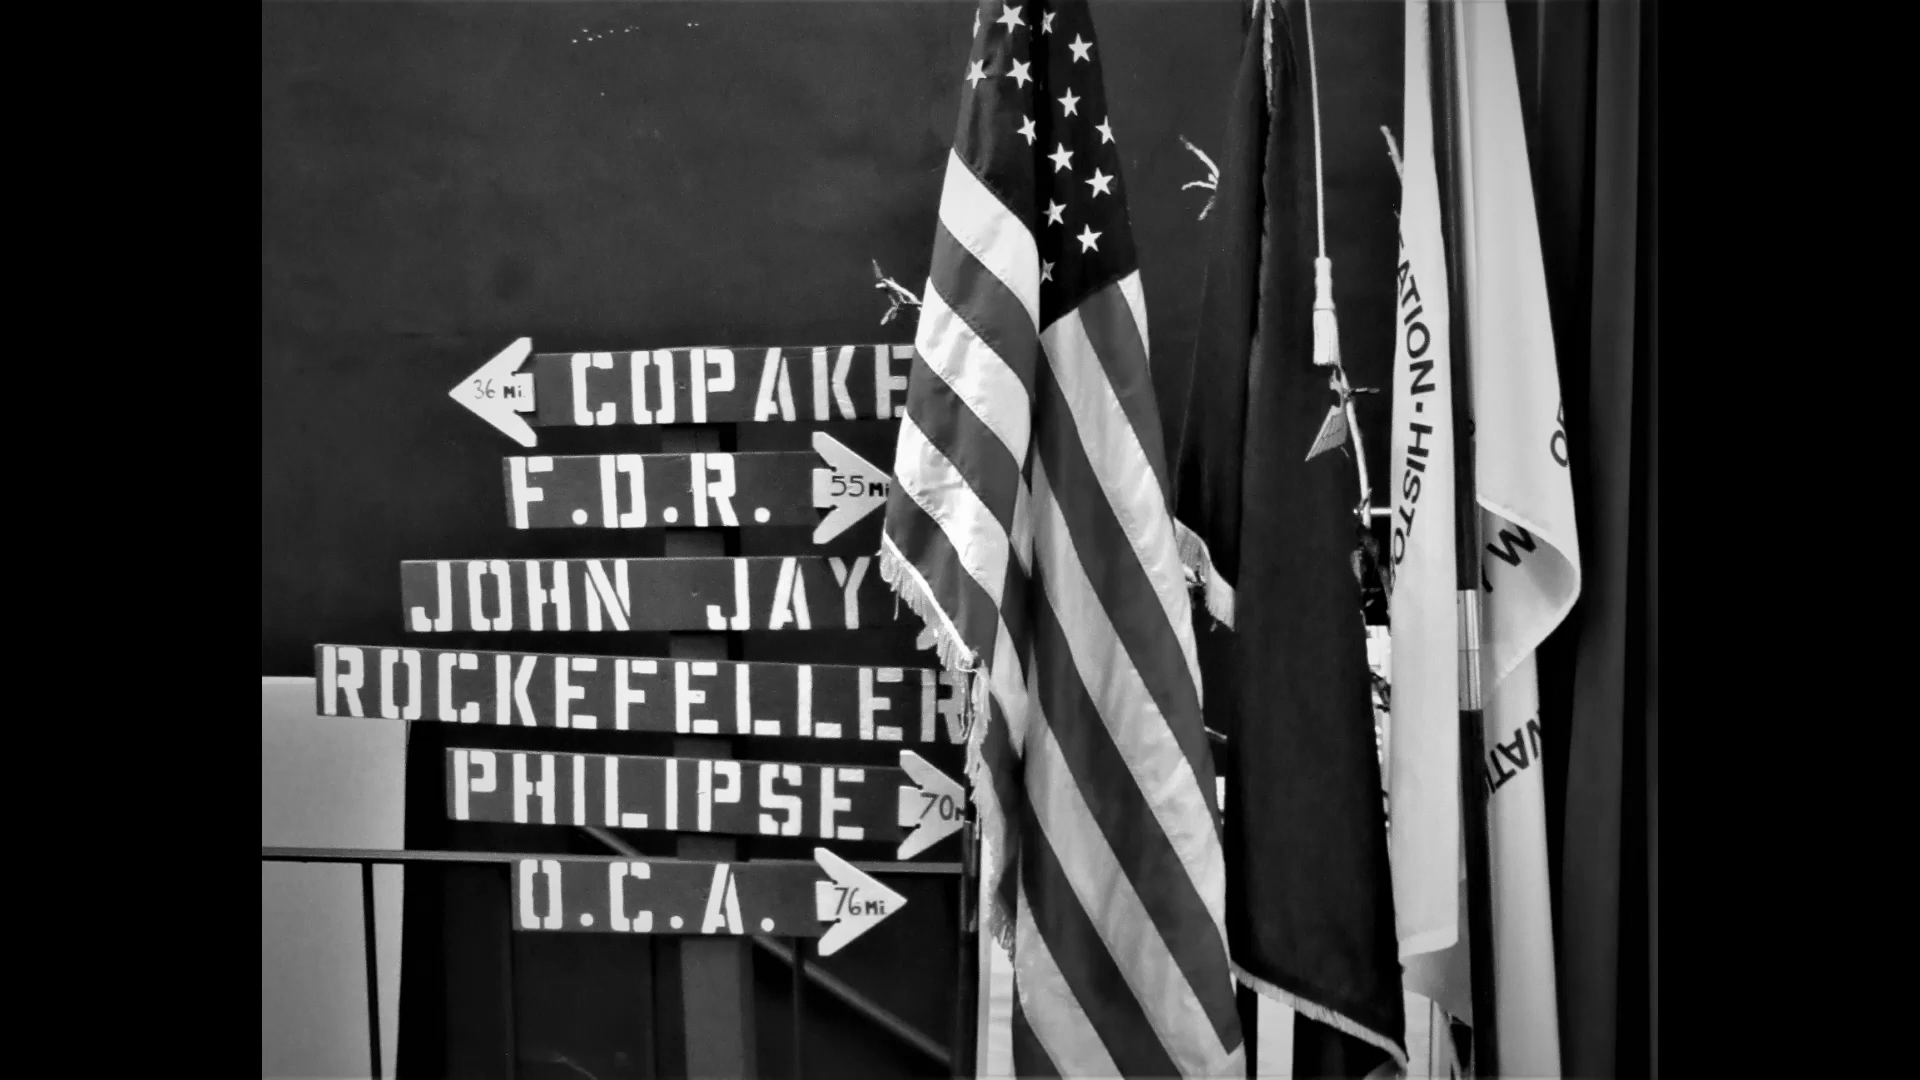 36 Mi. COPAKE
F.D.R. 55 Mi
JOHN JAY
ROCKEFELLER
PHILIPSE 70
O.C.A. 76 Mi
ATION-HISTO